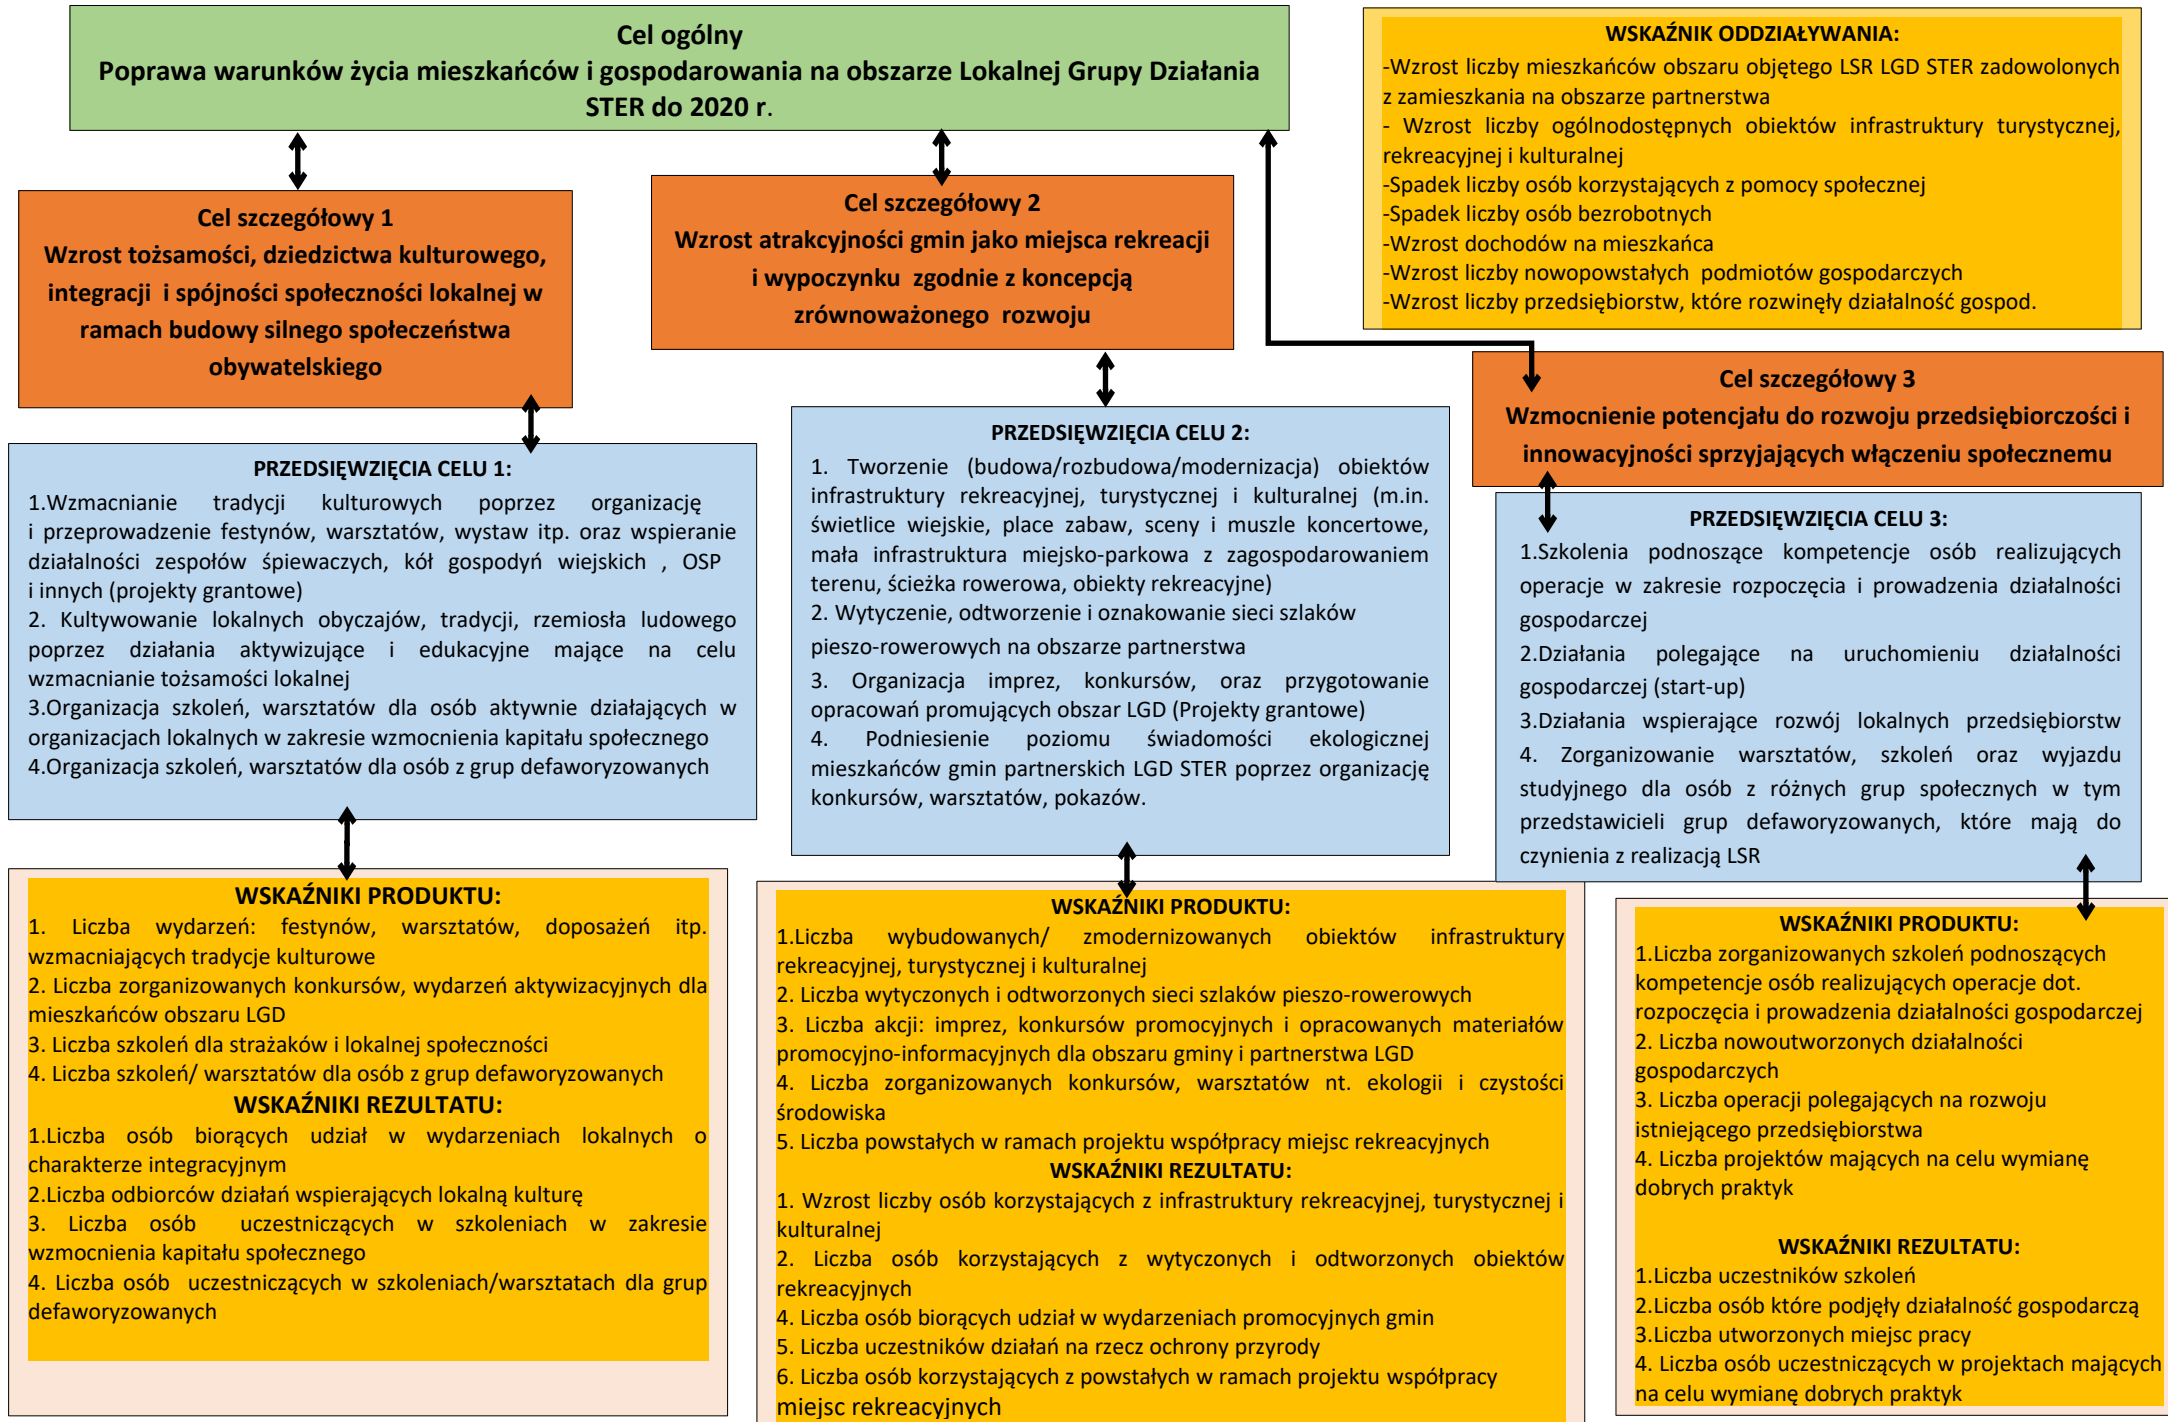 Cel ogólny
Poprawa warunków życia mieszkańców i gospodarowania na obszarze Lokalnej Grupy Działania
STER do 2020 r.
WSKAŹNIK ODDZIAŁYWANIA:
-Wzrost liczby mieszkańców obszaru objętego LSR LGD STER zadowolonych
z zamieszkania na obszarze partnerstwa
- Wzrost liczby ogólnodostępnych obiektów infrastruktury turystycznej,
rekreacyjnej i kulturalnej
-Spadek liczby osób korzystających z pomocy społecznej
-Spadek liczby osób bezrobotnych
-Wzrost dochodów na mieszkańca
-Wzrost liczby nowopowstałych podmiotów gospodarczych
-Wzrost liczby przedsiębiorstw, które rozwinęły działalność gospod.
Cel szczegółowy 1
Wzrost tożsamości, dziedzictwa kulturowego,
integracji i spójności społeczności lokalnej w
ramach budowy silnego społeczeństwa
obywatelskiego
Cel szczegółowy 2
Wzrost atrakcyjności gmin jako miejsca rekreacji
i wypoczynku zgodnie z koncepcją
zrównoważonego rozwoju
Cel szczegółowy 3
Wzmocnienie potencjału do rozwoju przedsiębiorczości i
innowacyjności sprzyjających włączeniu społecznemu
PRZEDSIĘWZIĘCIA CELU 1:
1.Wzmacnianie tradycji kulturowych poprzez organizację
i przeprowadzenie festynów, warsztatów, wystaw itp. oraz wspieranie
działalności zespołów śpiewaczych, kół gospodyń wiejskich , OSP
i innych (projekty grantowe)
2. Kultywowanie lokalnych obyczajów, tradycji, rzemiosła ludowego
poprzez działania aktywizujące i edukacyjne mające na celu
wzmacnianie tożsamości lokalnej
3.Organizacja szkoleń, warsztatów dla osób aktywnie działających w
organizacjach lokalnych w zakresie wzmocnienia kapitału społecznego
4.Organizacja szkoleń, warsztatów dla osób z grup defaworyzowanych
PRZEDSIĘWZIĘCIA CELU 2:
1. Tworzenie (budowa/rozbudowa/modernizacja) obiektów
infrastruktury rekreacyjnej, turystycznej i kulturalnej (m.in.
świetlice wiejskie, place zabaw, sceny i muszle koncertowe,
mała infrastruktura miejsko-parkowa z zagospodarowaniem
terenu, ścieżka rowerowa, obiekty rekreacyjne)
2. Wytyczenie, odtworzenie i oznakowanie sieci szlaków
pieszo-rowerowych na obszarze partnerstwa
3. Organizacja imprez, konkursów, oraz przygotowanie
opracowań promujących obszar LGD (Projekty grantowe)
4. Podniesienie poziomu świadomości ekologicznej
mieszkańców gmin partnerskich LGD STER poprzez organizację
konkursów, warsztatów, pokazów.
PRZEDSIĘWZIĘCIA CELU 3:
1.Szkolenia podnoszące kompetencje osób realizujących
operacje w zakresie rozpoczęcia i prowadzenia działalności
gospodarczej
2.Działania polegające na uruchomieniu działalności
gospodarczej (start-up)
3.Działania wspierające rozwój lokalnych przedsiębiorstw
4. Zorganizowanie warsztatów, szkoleń oraz wyjazdu
studyjnego dla osób z różnych grup społecznych w tym
przedstawicieli grup defaworyzowanych, które mają do
czynienia z realizacją LSR
WSKAŹNIKI PRODUKTU:
1. Liczba wydarzeń: festynów, warsztatów, doposażeń itp.
wzmacniających tradycje kulturowe
2. Liczba zorganizowanych konkursów, wydarzeń aktywizacyjnych dla
mieszkańców obszaru LGD
3. Liczba szkoleń dla strażaków i lokalnej społeczności
4. Liczba szkoleń/ warsztatów dla osób z grup defaworyzowanych
WSKAŹNIKI REZULTATU:
1.Liczba osób biorących udział w wydarzeniach lokalnych o
charakterze integracyjnym
2.Liczba odbiorców działań wspierających lokalną kulturę
3. Liczba osób uczestniczących w szkoleniach w zakresie
wzmocnienia kapitału społecznego
4. Liczba osób uczestniczących w szkoleniach/warsztatach dla grup
defaworyzowanych
WSKAŹNIKI PRODUKTU:
1.Liczba wybudowanych/ zmodernizowanych obiektów infrastruktury
rekreacyjnej, turystycznej i kulturalnej
2. Liczba wytyczonych i odtworzonych sieci szlaków pieszo-rowerowych
3. Liczba akcji: imprez, konkursów promocyjnych i opracowanych materiałów
promocyjno-informacyjnych dla obszaru gminy i partnerstwa LGD
4. Liczba zorganizowanych konkursów, warsztatów nt. ekologii i czystości
środowiska
5. Liczba powstałych w ramach projektu współpracy miejsc rekreacyjnych
WSKAŹNIKI REZULTATU:
1. Wzrost liczby osób korzystających z infrastruktury rekreacyjnej, turystycznej i
kulturalnej
2. Liczba osób korzystających z wytyczonych i odtworzonych obiektów
rekreacyjnych
4. Liczba osób biorących udział w wydarzeniach promocyjnych gmin
5. Liczba uczestników działań na rzecz ochrony przyrody
6. Liczba osób korzystających z powstałych w ramach projektu współpracy
miejsc rekreacyjnych
WSKAŹNIKI PRODUKTU:
1.Liczba zorganizowanych szkoleń podnoszących
kompetencje osób realizujących operacje dot.
rozpoczęcia i prowadzenia działalności gospodarczej
2. Liczba nowoutworzonych działalności
gospodarczych
3. Liczba operacji polegających na rozwoju
istniejącego przedsiębiorstwa
4. Liczba projektów mających na celu wymianę
dobrych praktyk
WSKAŹNIKI REZULTATU:
1.Liczba uczestników szkoleń
2.Liczba osób które podjęły działalność gospodarczą
3.Liczba utworzonych miejsc pracy
4. Liczba osób uczestniczących w projektach mających
na celu wymianę dobrych praktyk